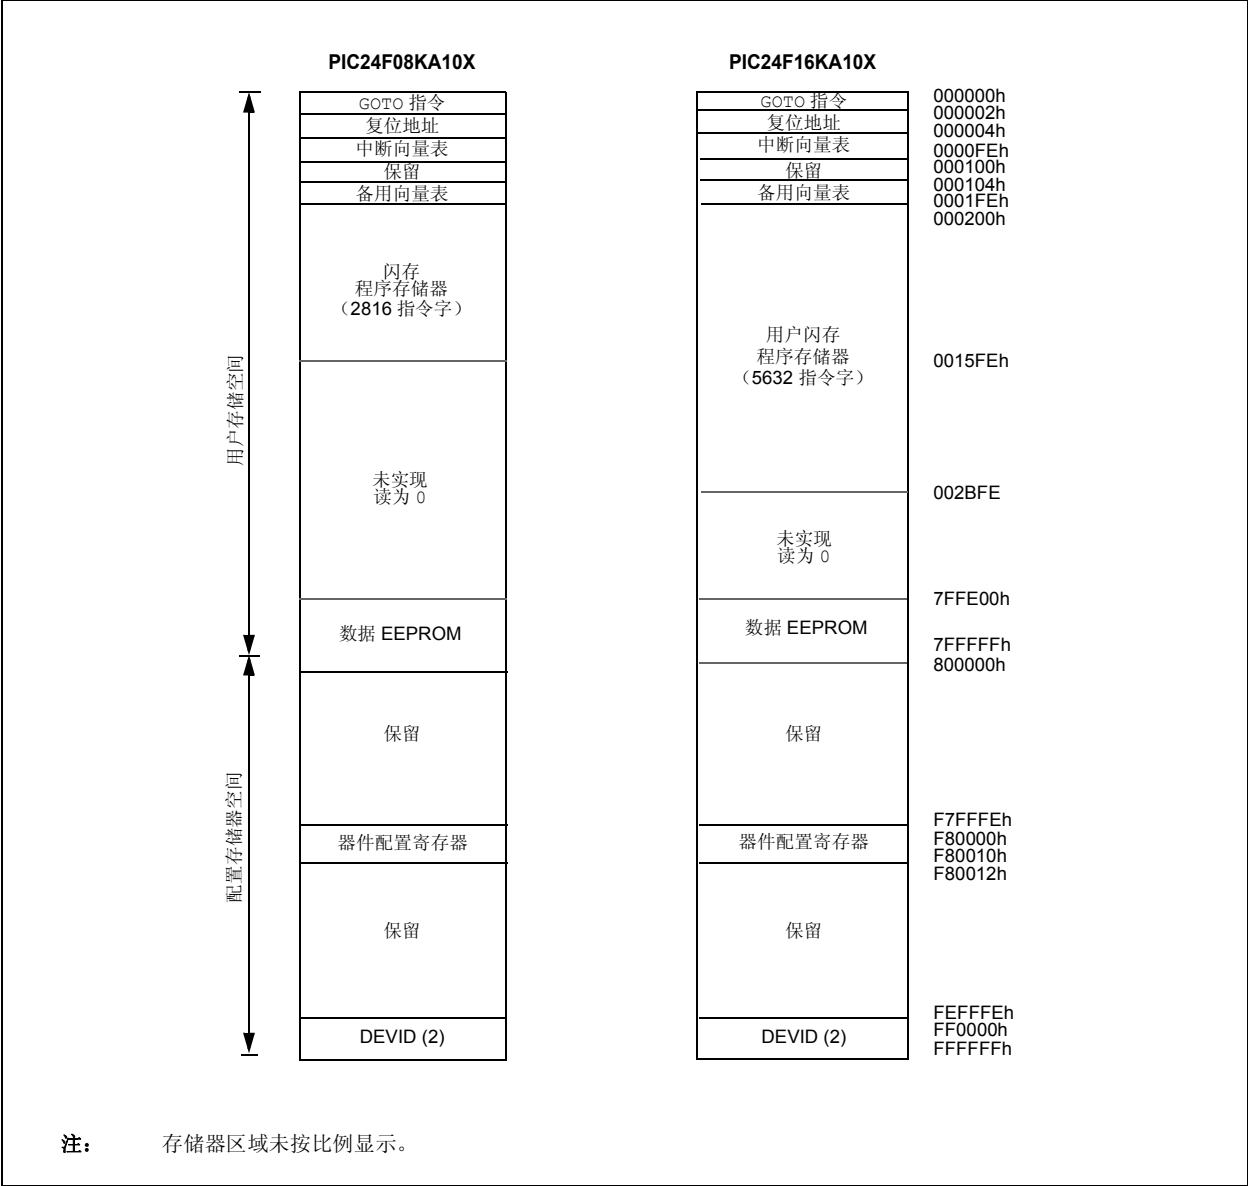 PIC24F08KA10X
PIC24F16KA10X
GOTO 指令
复位地址
中断向量表
保留
备用向量表
闪存
程序存储器
（2816 指令字）
未实现
读为 0
数据 EEPROM
保留
器件配置寄存器
保留
DEVID (2)
GOTO 指令
复位地址
中断向量表
保留
备用向量表
用户闪存
程序存储器
（5632 指令字）
未实现
读为 0
数据 EEPROM
保留
器件配置寄存器
保留
DEVID (2)
000000h
000002h
000004h
0000FEh
000100h
000104h
0001FEh
000200h
0015FEh
002BFE
7FFE00h
7FFFFFh
800000h
F7FFFEh
F80000h
F80010h
F80012h
FEFFFEh
FF0000h
FFFFFFh
用户存储空间
配置存储器空间
注： 存储器区域未按比例显示。